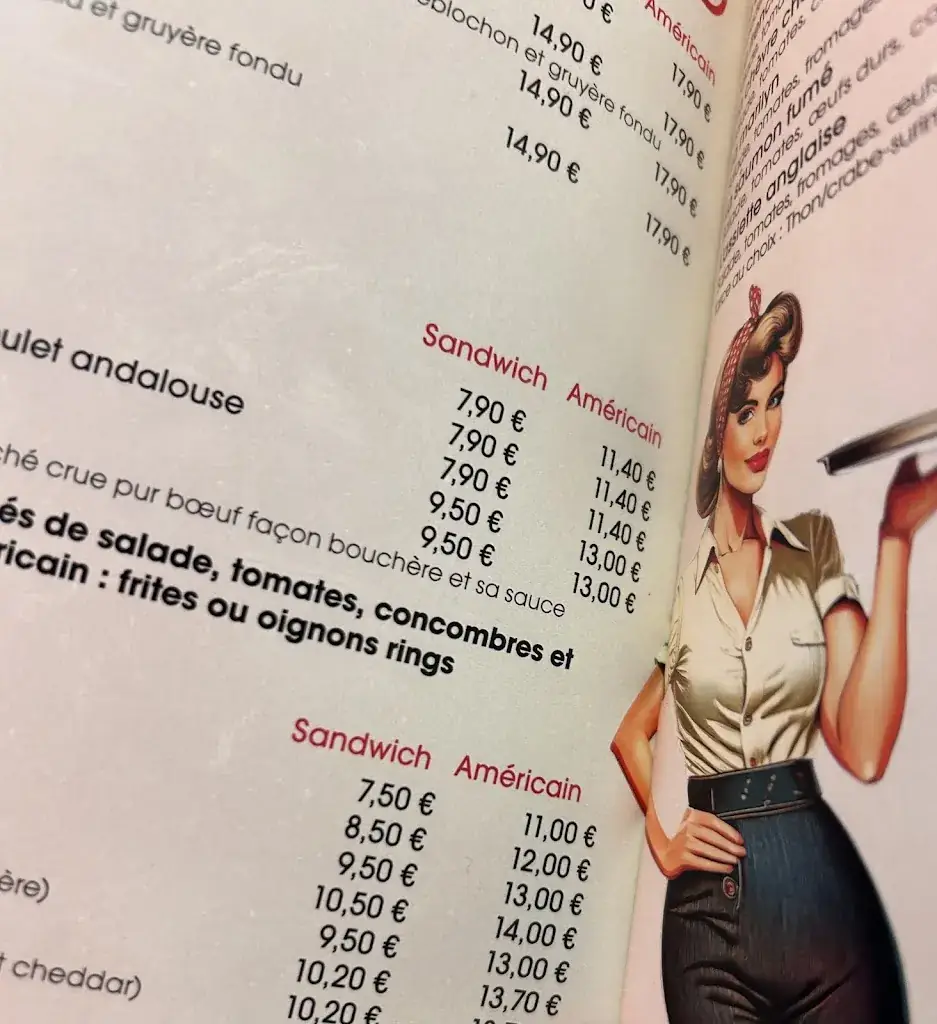 et gruyère fondu
Américain
14,90 € 17,90 €
eblochon et gruyère fondu
14,90 € 17,90 €
14,90 € 17,90 €
17,90 €
Sandwich Américain
ulet andalouse
7,90 € 11,40 €
7,90 € 11,40 €
7,90 € 11,40 €
9,50 € 13,00 €
9,50 € 13,00 €
ché crue pur bœuf façon bouchère et sa sauce
és de salade, tomates, concombres et
ricain : frites ou oignons rings
Sandwich Américain
7,50 € 11,00 €
8,50 € 12,00 €
9,50 € 13,00 €
10,50 € 14,00 €
ère)
9,50 € 13,00 €
10,20 € 13,70 €
t cheddar)
10,20 €
tomates, fromages
saumon fumé
tomates, œufs durs,
assiette anglaise
salade, tomates, fromages, œufs
au choix : Thon/crabe-surimi